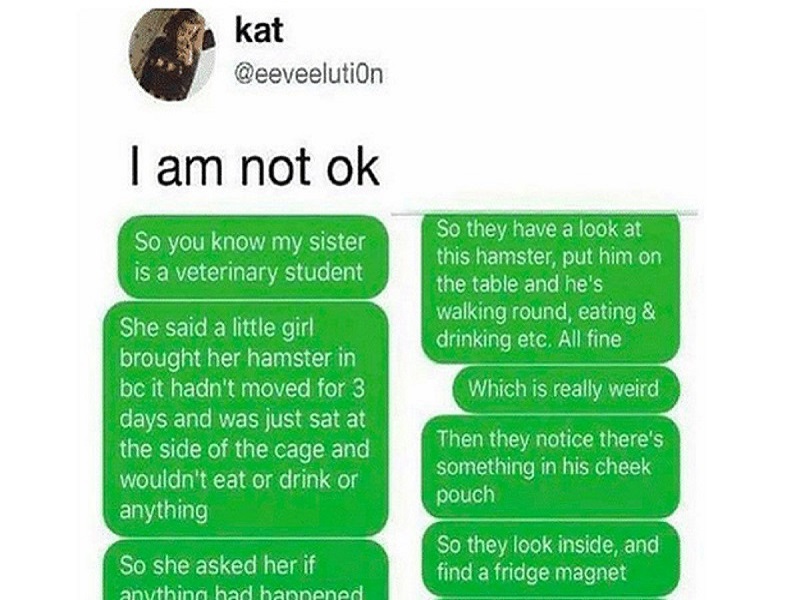 kat
@eeveeluti0n
I am not ok
So you know my sister
is a veterinary student
She said a little girl
brought her hamster in
bc it hadn't moved for 3
days and was just sat at
the side of the cage and
wouldn't eat or drink or
anything
So she asked her if
anything had happened
So they have a look at
this hamster, put him on
the table and he's
walking round, eating &
drinking etc. All fine
Which is really weird
Then they notice there's
something in his cheek
pouch
So they look inside, and
find a fridge magnet